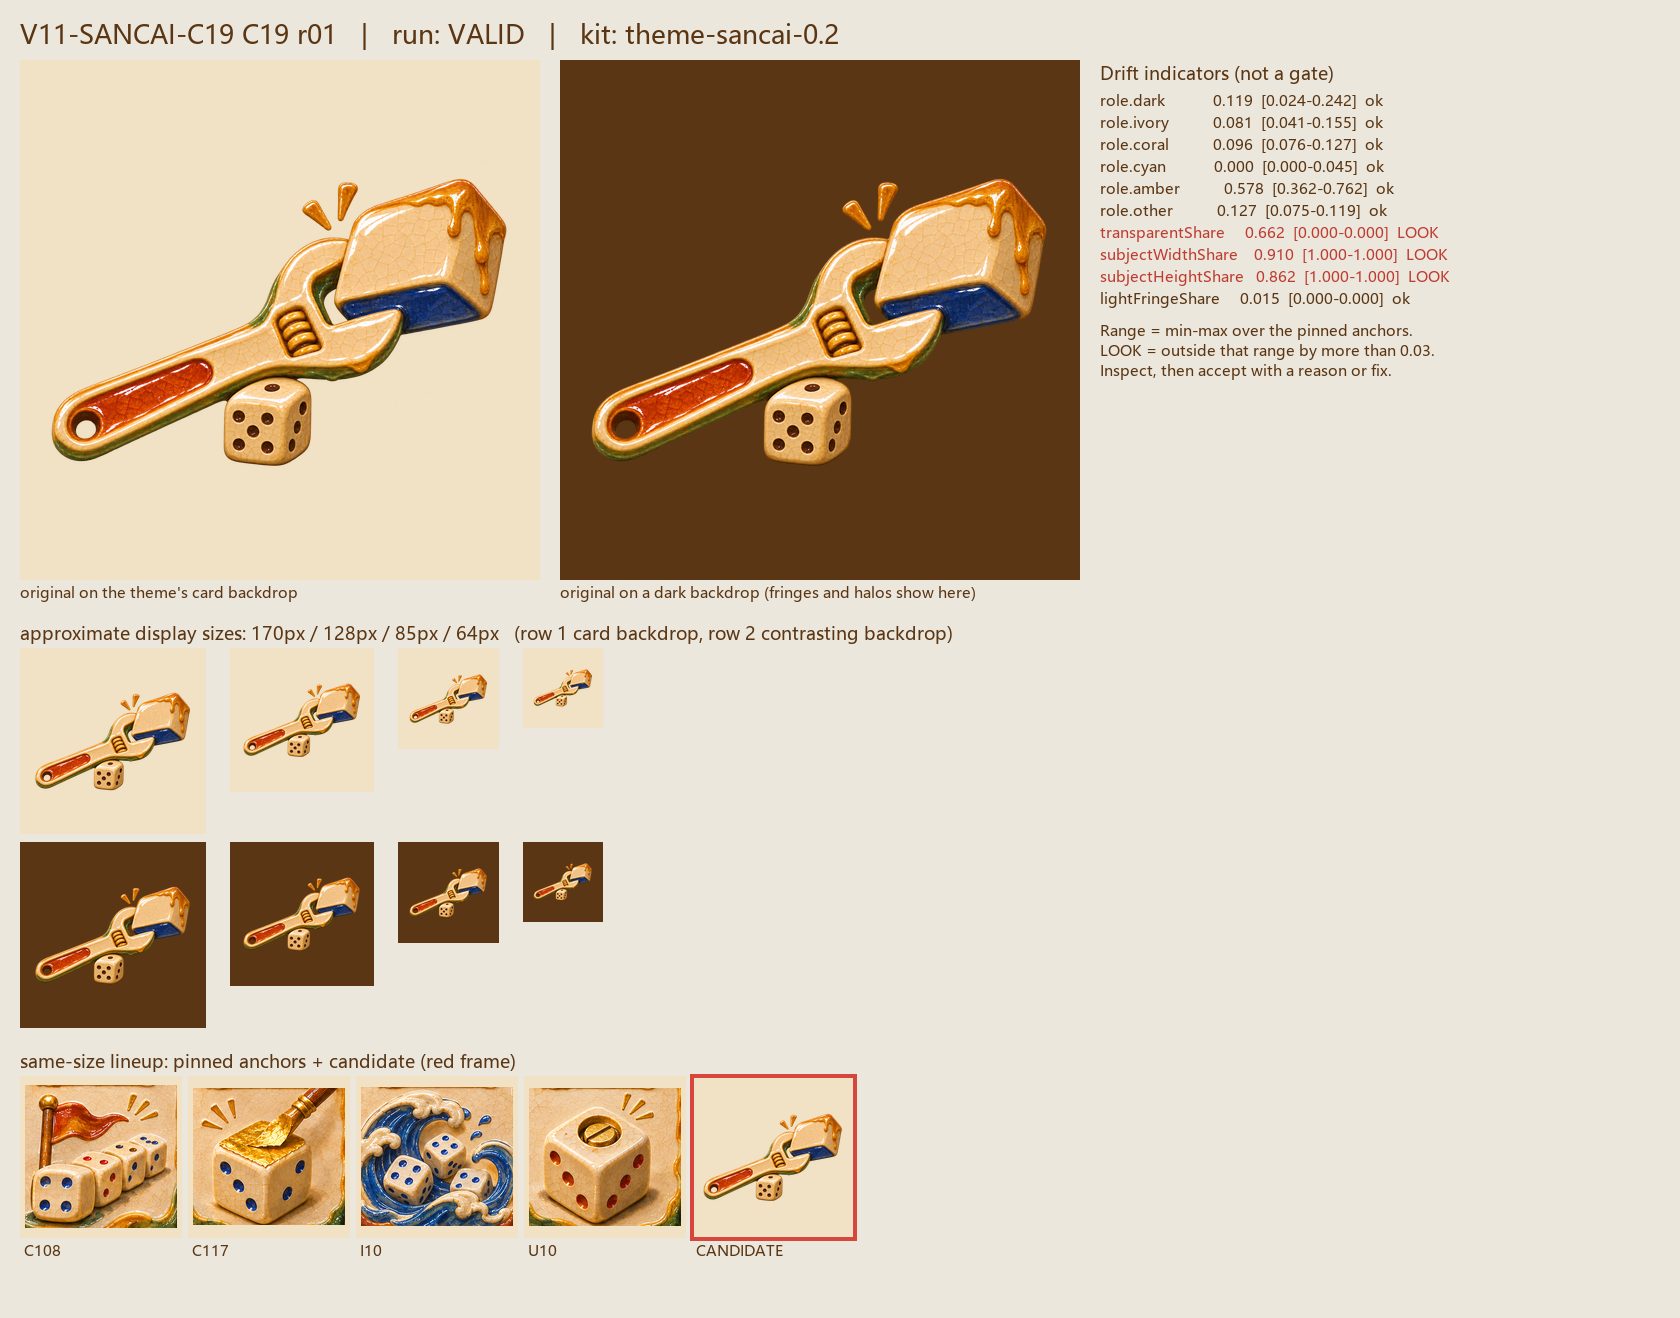 V11-SANCAI-C19 C19 r01 | run: VALID | kit: theme-sancai-0.2
Drift indicators (not a gate)
role.dark 0.119 [0.024-0.242] ok
role.ivory 0.081 [0.041-0.155] ok
role.coral 0.096 [0.076-0.127] ok
role.cyan 0.000 [0.000-0.045] ok
role.amber 0.578 [0.362-0.762] ok
role.other 0.127 [0.075-0.119] ok
transparentShare 0.662 [0.000-0.000] LOOK
subjectWidthShare 0.910 [1.000-1.000] LOOK
subjectHeightShare 0.862 [1.000-1.000] LOOK
lightFringeShare 0.015 [0.000-0.000] ok
Range = min-max over the pinned anchors.
LOOK = outside that range by more than 0.03.
Inspect, then accept with a reason or fix.
original on the theme's card backdrop
original on a dark backdrop (fringes and halos show here)
approximate display sizes: 170px / 128px / 85px / 64px (row 1 card backdrop, row 2 contrasting backdrop)
same-size lineup: pinned anchors + candidate (red frame)
C108
C117
I10
U10
CANDIDATE